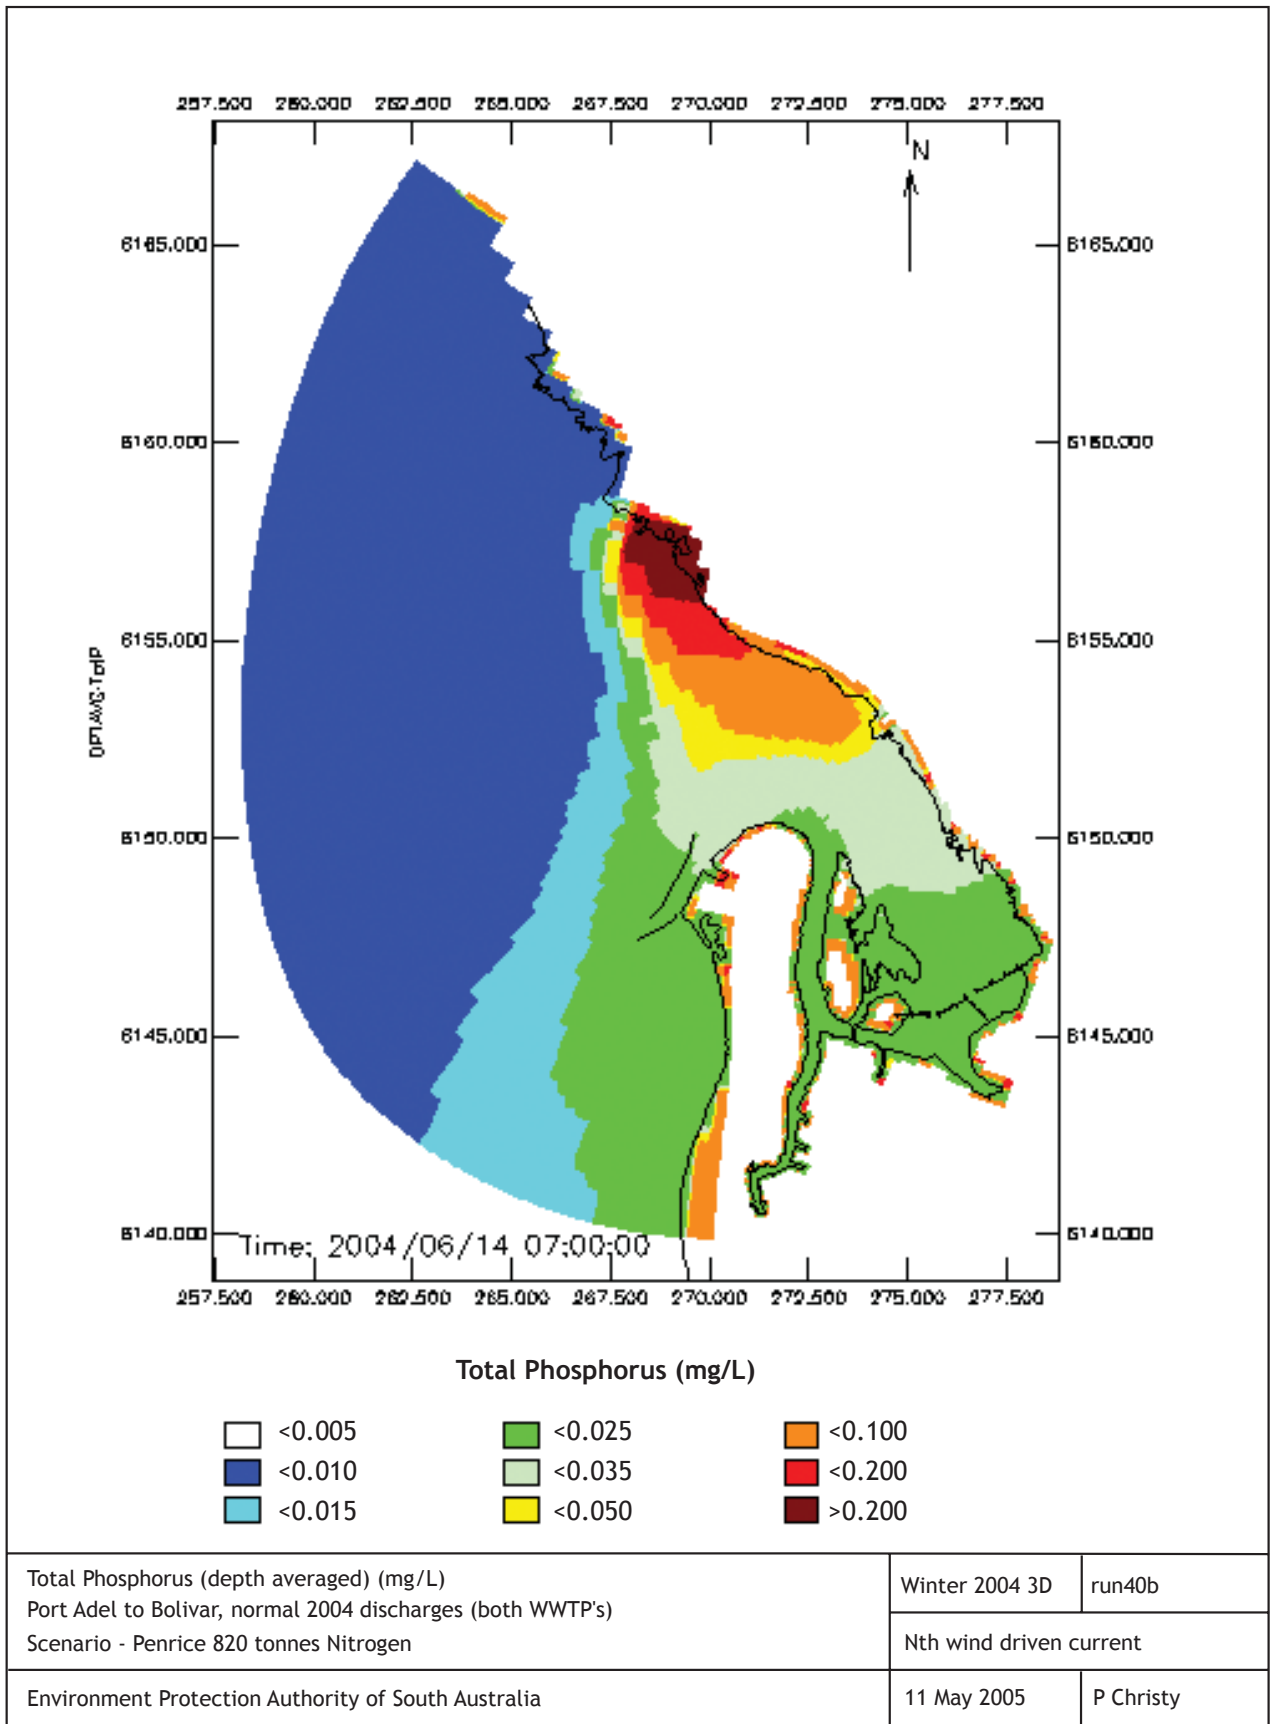 257.500 260.000 262.500 265.000 267.500 270.000 272.500 275.000 277.500
N
6165.000 6165.000
6160.000 6160.000
6155.000 6155.000
6150.000 6150.000
6145.000 6145.000
6140.000 6140.000
Time: 2004/06/14 07:00:00
257.500 260.000 262.500 265.000 267.500 270.000 272.500 275.000 277.500
Total Phosphorus (mg/L)
<0.005 <0.025 <0.100
<0.010 <0.035 <0.200
<0.015 <0.050 >0.200
Total Phosphorus (depth averaged) (mg/L)
Port Adel to Bolivar, normal 2004 discharges (both WWTP's)
Scenario - Penrice 820 tonnes Nitrogen
Winter 2004 3D run40b
Nth wind driven current
Environment Protection Authority of South Australia
11 May 2005 P Christy